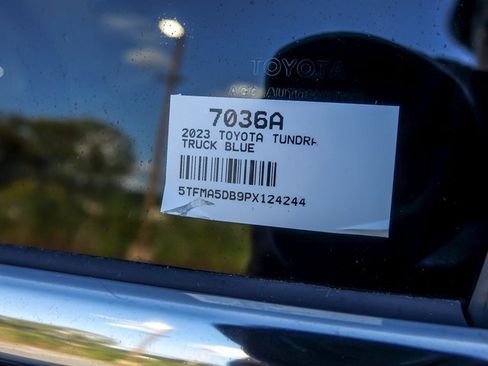 TOYOTA
7036A
2023 TOYOTA TUNDRA
TRUCK BLUE
5TFMA5DB9PX124244